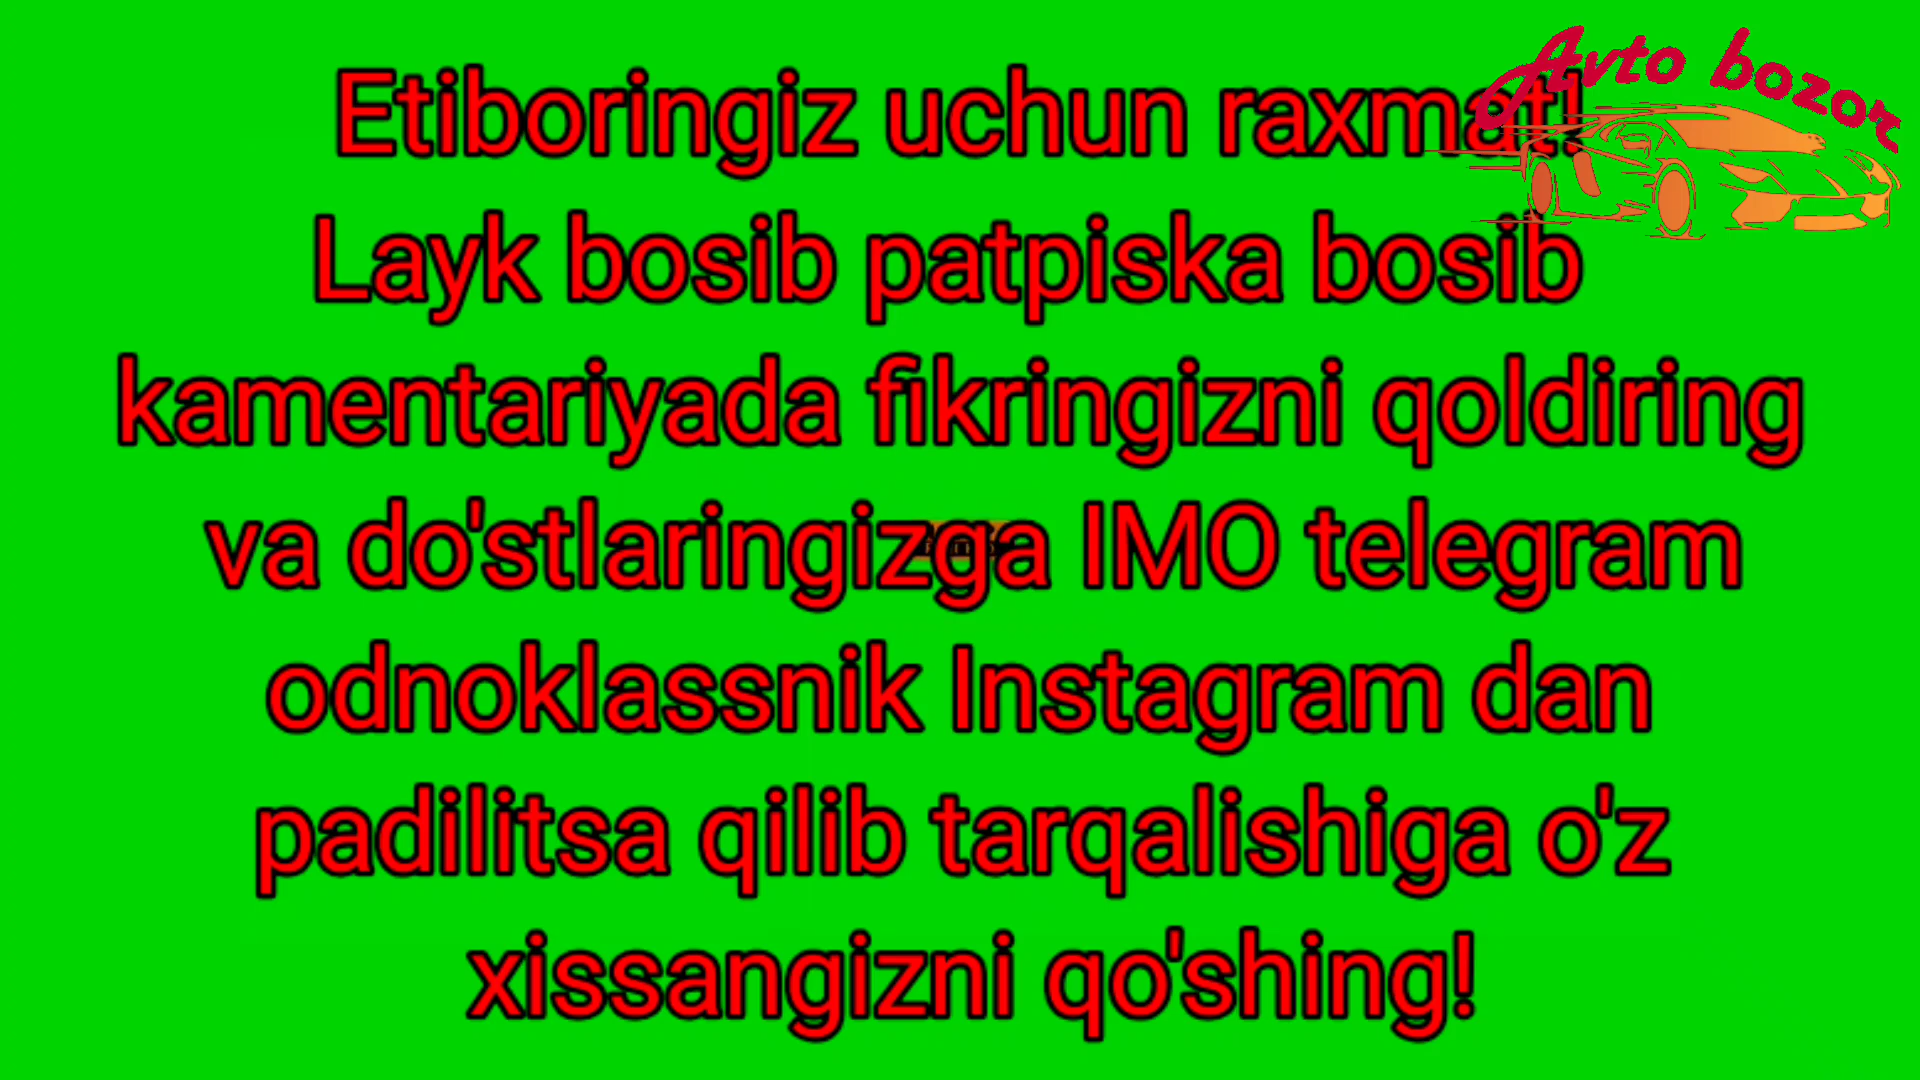 Avto bozor
Etiboringiz uchun raxmat!
Layk bosib patpiska bosib
kamentariyada fikringizni qoldiring
va do'stlaringizga IMO telegram
odnoklassnik Instagram dan
padilitsa qilib tarqalishiga o'z
xissangizni qo'shing!